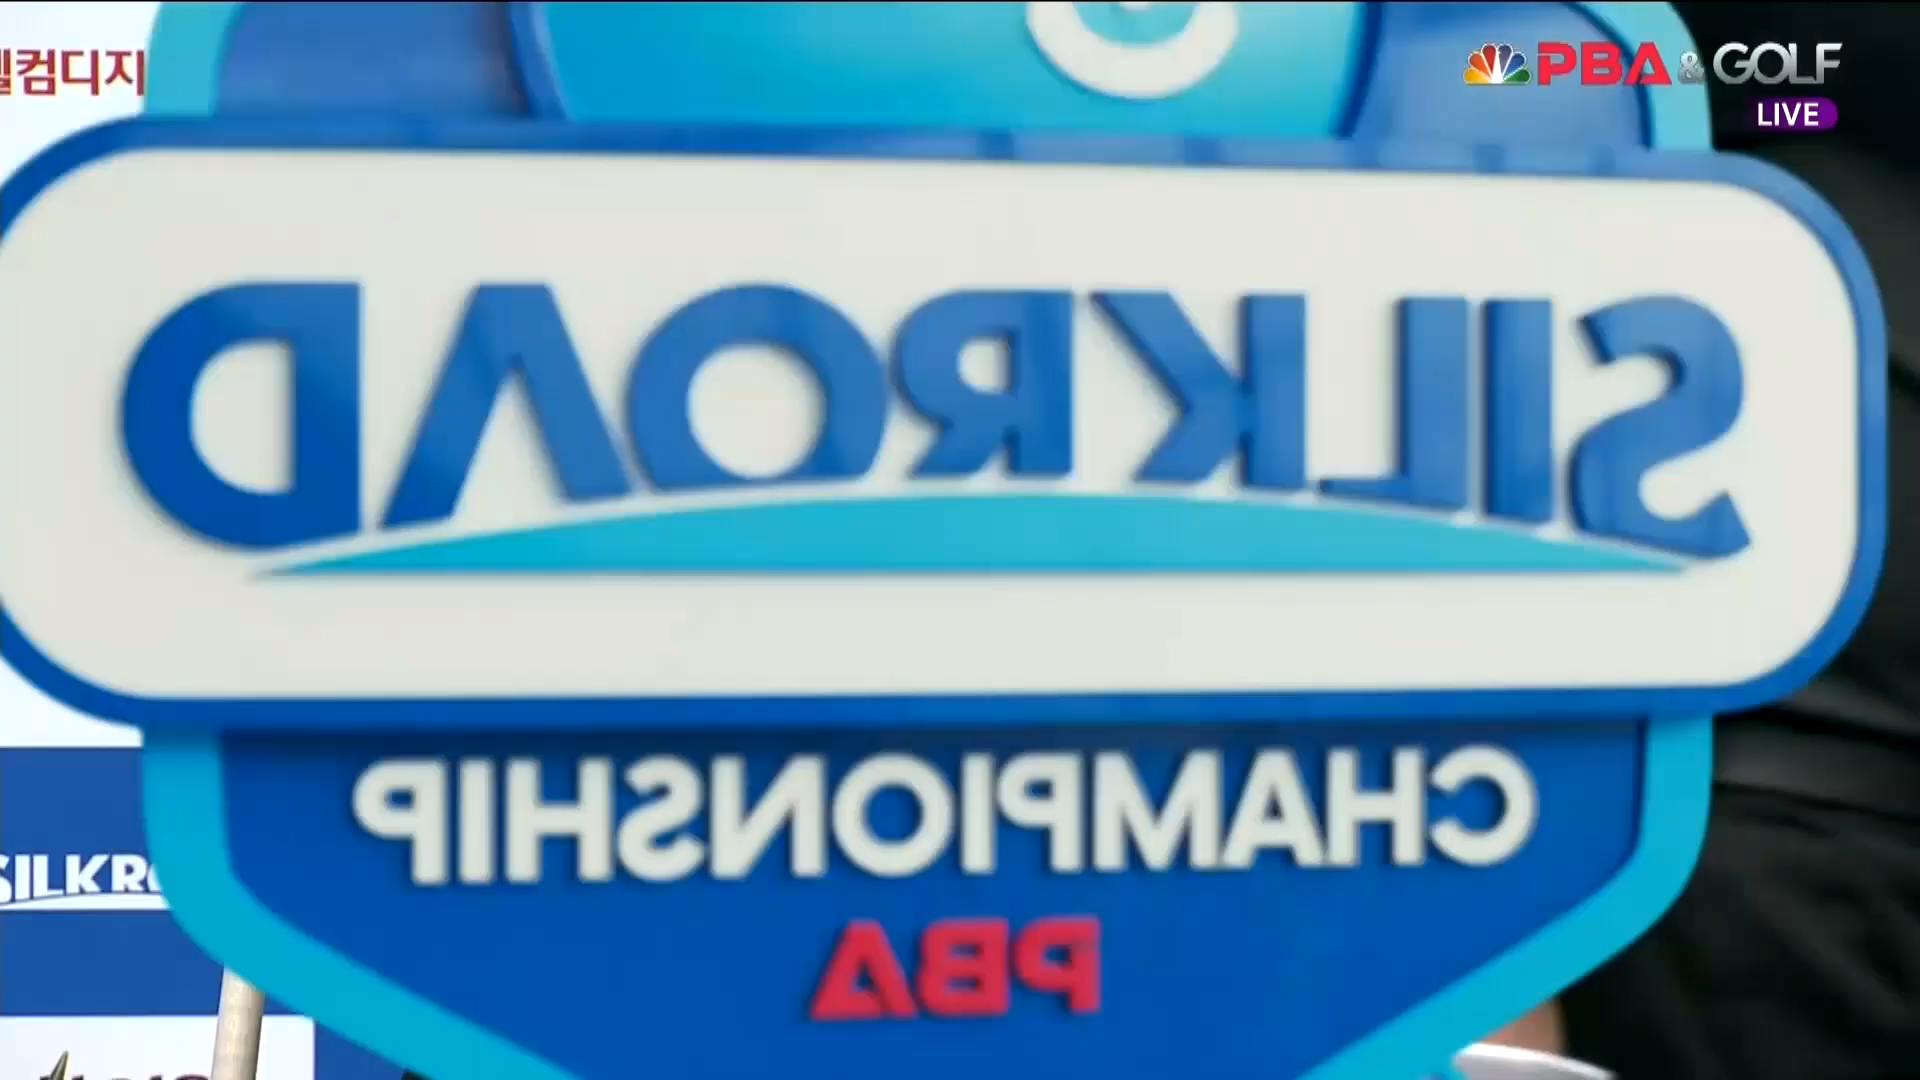 PBA & GOLF
LIVE
컴디지
SILKROAD
CHAMPIONSHIP
PBA
SILKR